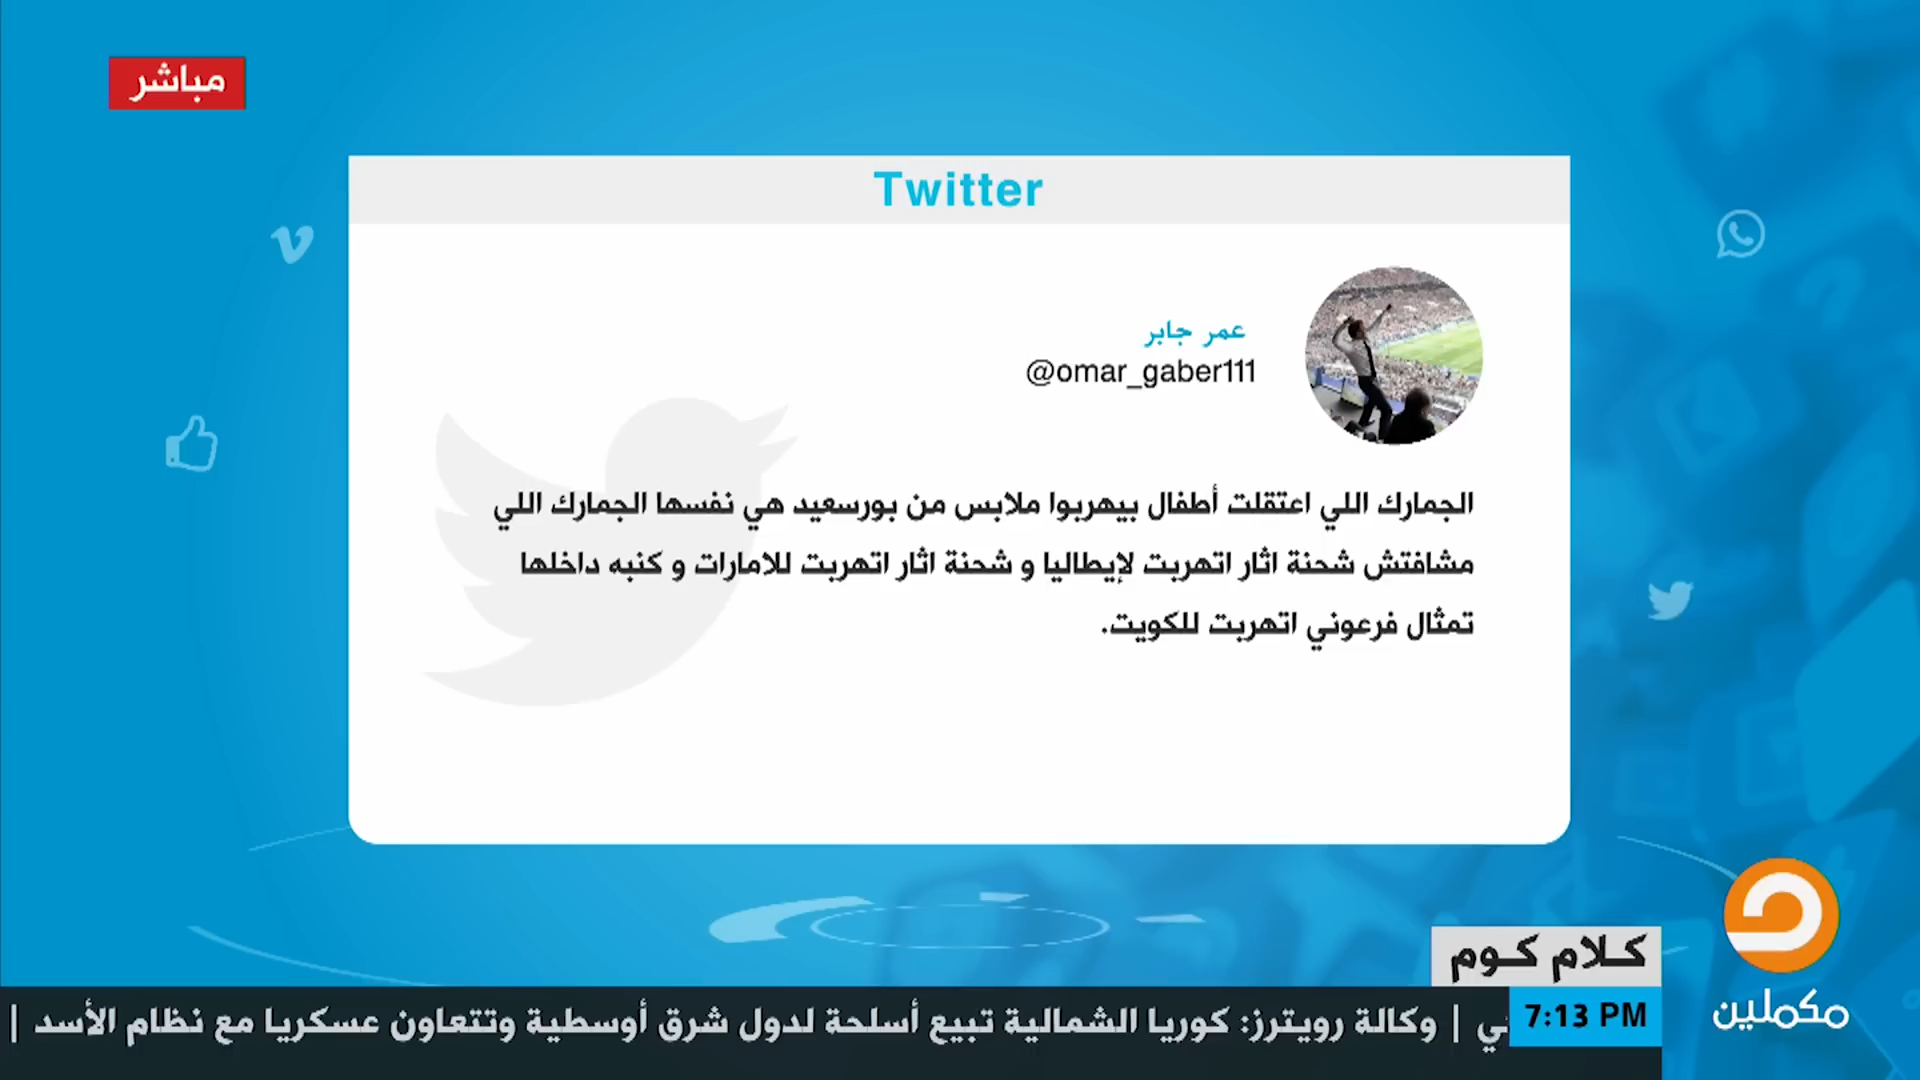 مباشر
Twitter
عمر جابر
@omar_gaber111
الجمارك اللي اعتقلت أطفال بيهربوا ملابس من بورسعيد هي نفسها الجمارك اللي
مشافتش شحنة اثار اتهربت لإيطاليا و شحنة اثار اتهربت للامارات و كنبه داخلها
تمثال فرعوني اتهربت للكويت.
كلام كوم
مكملين
7:13 PM
ـي | وكالة رويترز: كوريا الشمالية تبيع أسلحة لدول شرق أوسطية وتتعاون عسكريا مع نظام الأسد |